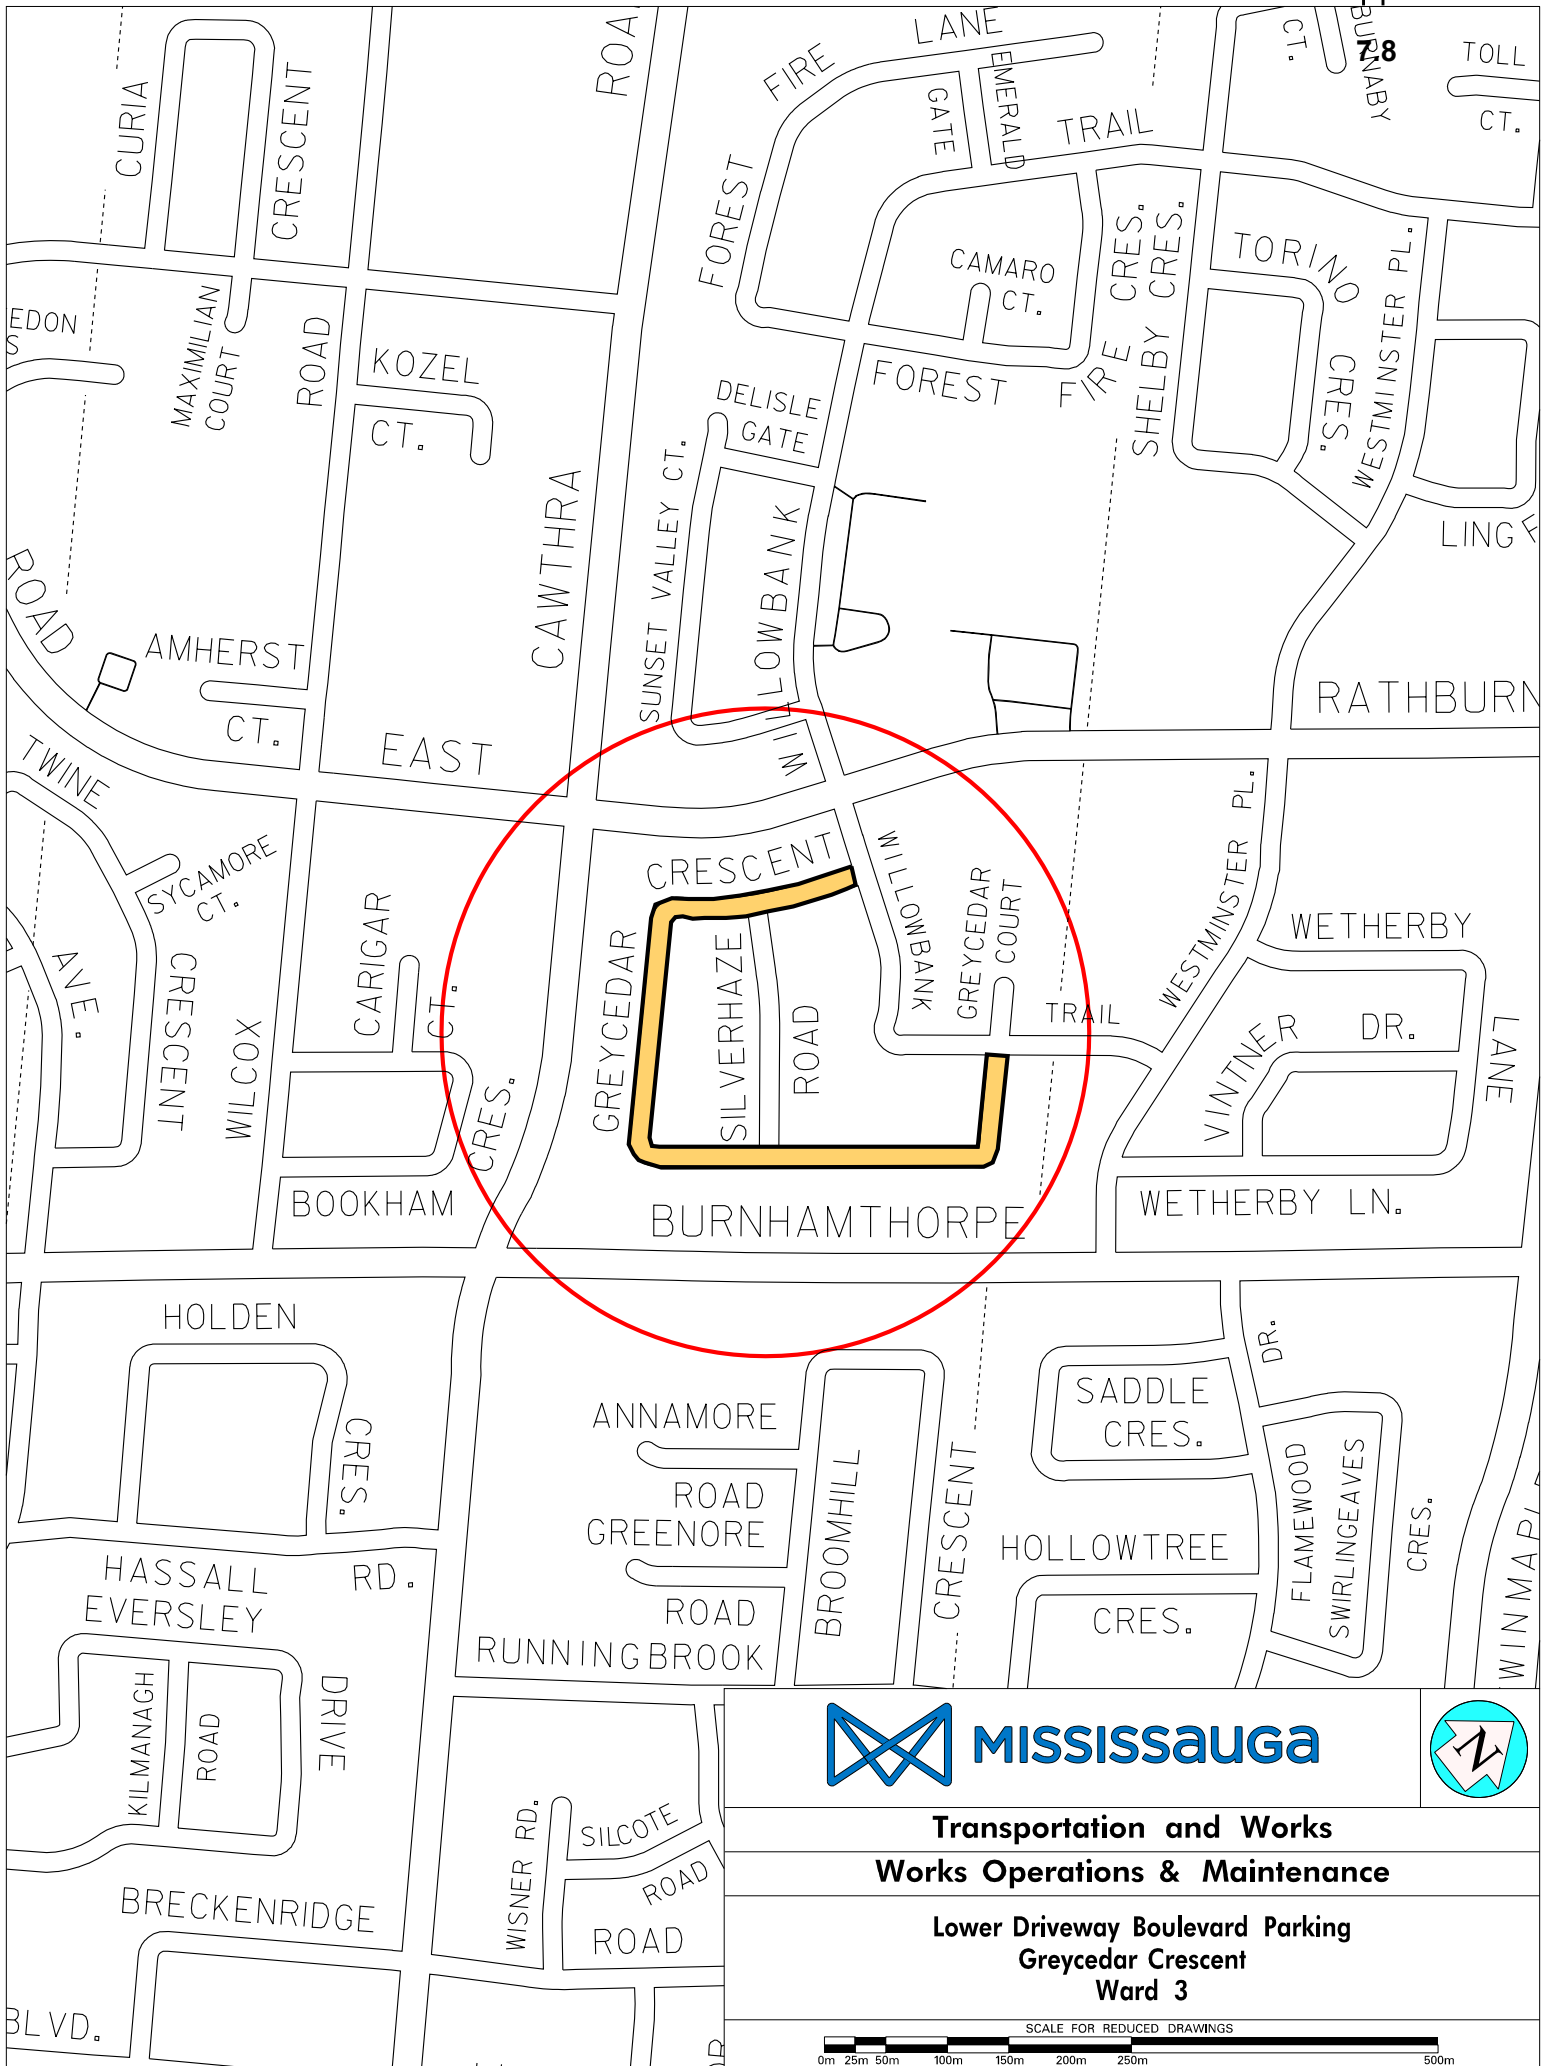 7.8
CURIA
CRESCENT
ROA
FIRE
LANE
EMERALD
GATE
TRAIL
CT.
BURNABY
TOLL
CT.
FOREST
CAMARO
CT.
FIRE CRES.
SHELBY CRES.
TORINO
CRES.
WESTMINSTER PL.
EDON
S
MAXIMILIAN
COURT
ROAD
KOZEL
CT.
FOREST
DELISLE
GATE
SUNSET VALLEY CT.
WILLOWBANK
CAWTHRA
LING
ROAD
AMHERST
CT.
EAST
RATHBURN
TWINE
SYCAMORE
CT.
CRESCENT
AVE.
WILCOX
CARIGAR
CT.
CRESCENT
GREYCEDAR
SILVERHAZE
ROAD
WILLOWBANK
GREYCEDAR
COURT
TRAIL
WESTMINSTER PL.
WETHERBY
LANE
VINTNER
DR.
WETHERBY LN.
BOOKHAM
CRES.
BURNHAMTHORPE
HOLDEN
CRES.
HASSALL
RD.
EVERSLEY
DRIVE
KILMANAGH
ROAD
ANNAMORE
ROAD
GREENORE
ROAD
RUNNINGBROOK
BROOMHILL
CRESCENT
SADDLE
CRES.
DR.
HOLLOWTREE
CRES.
FLAMEWOOD
SWIRLINGEAVES
CRES.
WINMAPL
WISNER RD.
SILCOTE
ROAD
BRECKENRIDGE
ROAD
BLVD.
MISSISSAUGA
N
Transportation and Works
Works Operations & Maintenance
Lower Driveway Boulevard Parking
Greycedar Crescent
Ward 3
SCALE FOR REDUCED DRAWINGS
0m 25m 50m 100m 150m 200m 250m 500m